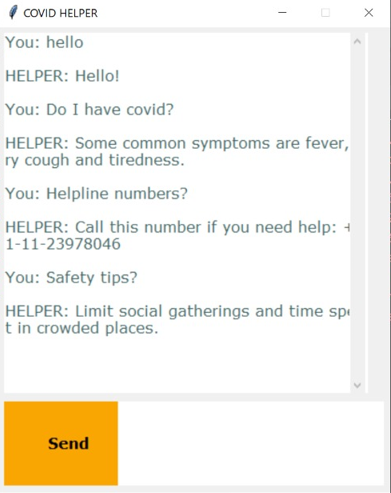 COVID HELPER
You: hello
HELPER: Hello!
You: Do I have covid?
HELPER: Some common symptoms are fever,
ry cough and tiredness.
You: Helpline numbers?
HELPER: Call this number if you need help: +
1-11-23978046
You: Safety tips?
HELPER: Limit social gatherings and time spe
t in crowded places.
Send